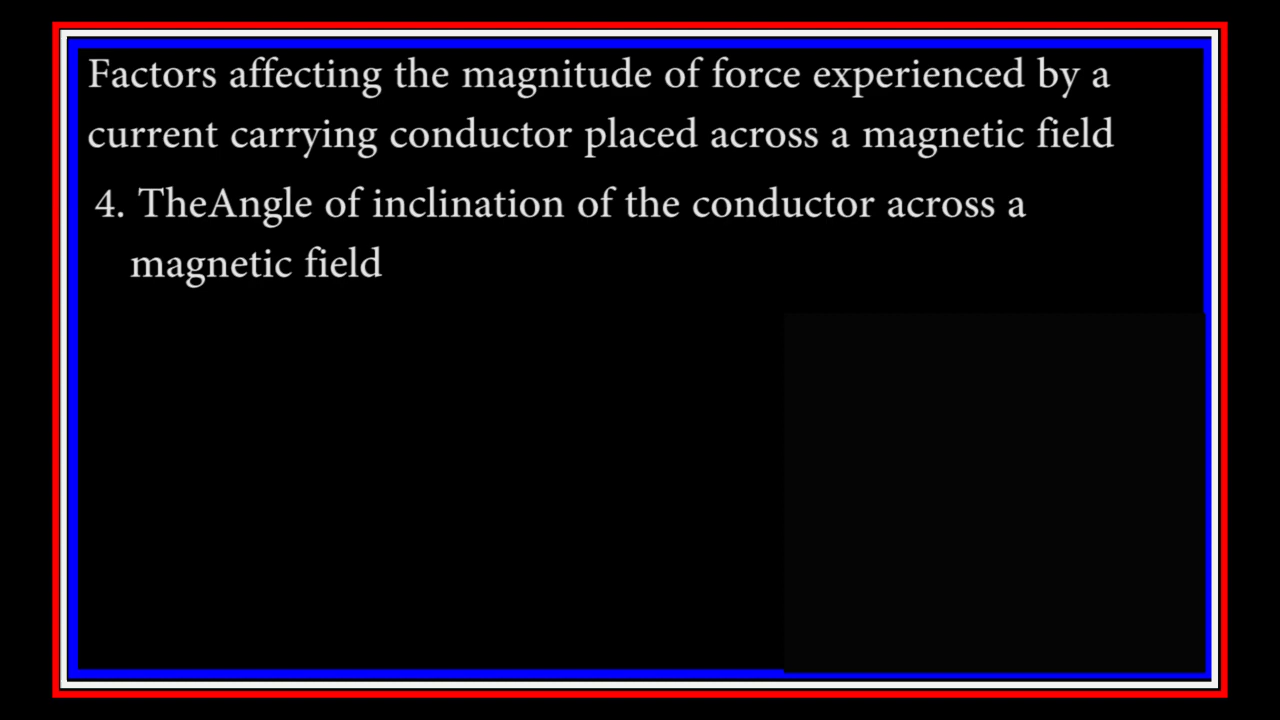 Factors affecting the magnitude of force experienced by a
current carrying conductor placed across a magnetic field
4. TheAngle of inclination of the conductor across a
magnetic field